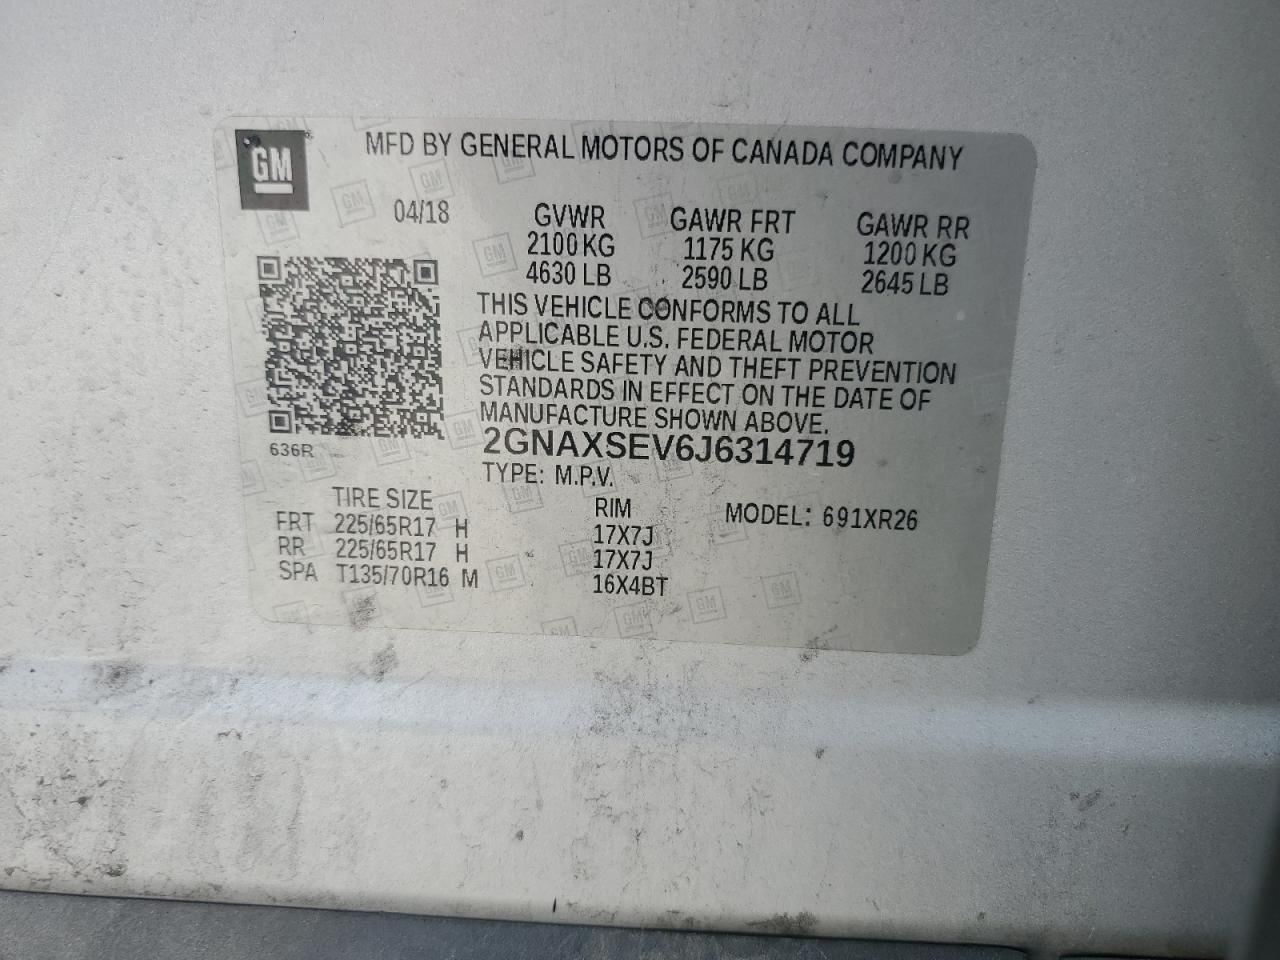 GM
MFD BY GENERAL MOTORS OF CANADA COMPANY
04/18
GVWR GAWR FRT GAWR RR
2100 KG 1175 KG 1200 KG
4630 LB 2590 LB 2645 LB
THIS VEHICLE CONFORMS TO ALL
APPLICABLE U.S. FEDERAL MOTOR
VEHICLE SAFETY AND THEFT PREVENTION
STANDARDS IN EFFECT ON THE DATE OF
MANUFACTURE SHOWN ABOVE.
2GNAXSEV6J6314719
636R
TYPE: M.P.V.
TIRE SIZE RIM MODEL: 691XR26
FRT 225/65R17 H 17X7J
RR 225/65R17 H 17X7J
SPA T135/70R16 M 16X4BT